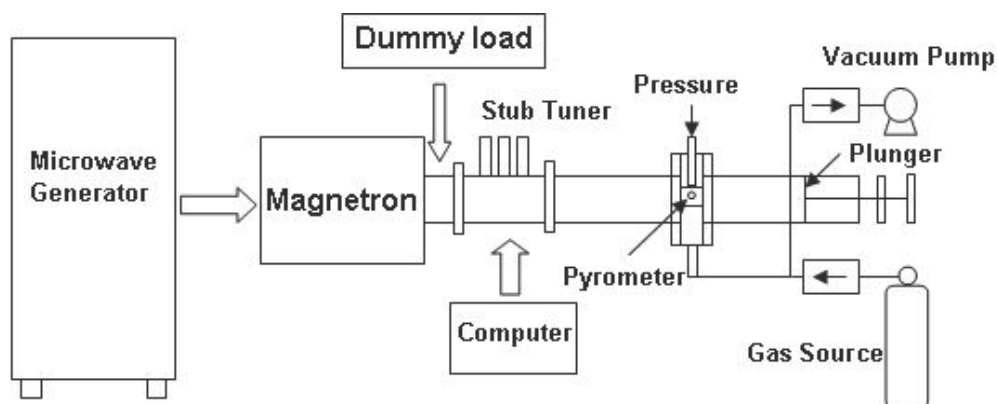 Dummy load
Vacuum Pump
Pressure
Stub Tuner
Microwave
Generator
Plunger
Magnetron
Pyrometer
Computer
Gas Source